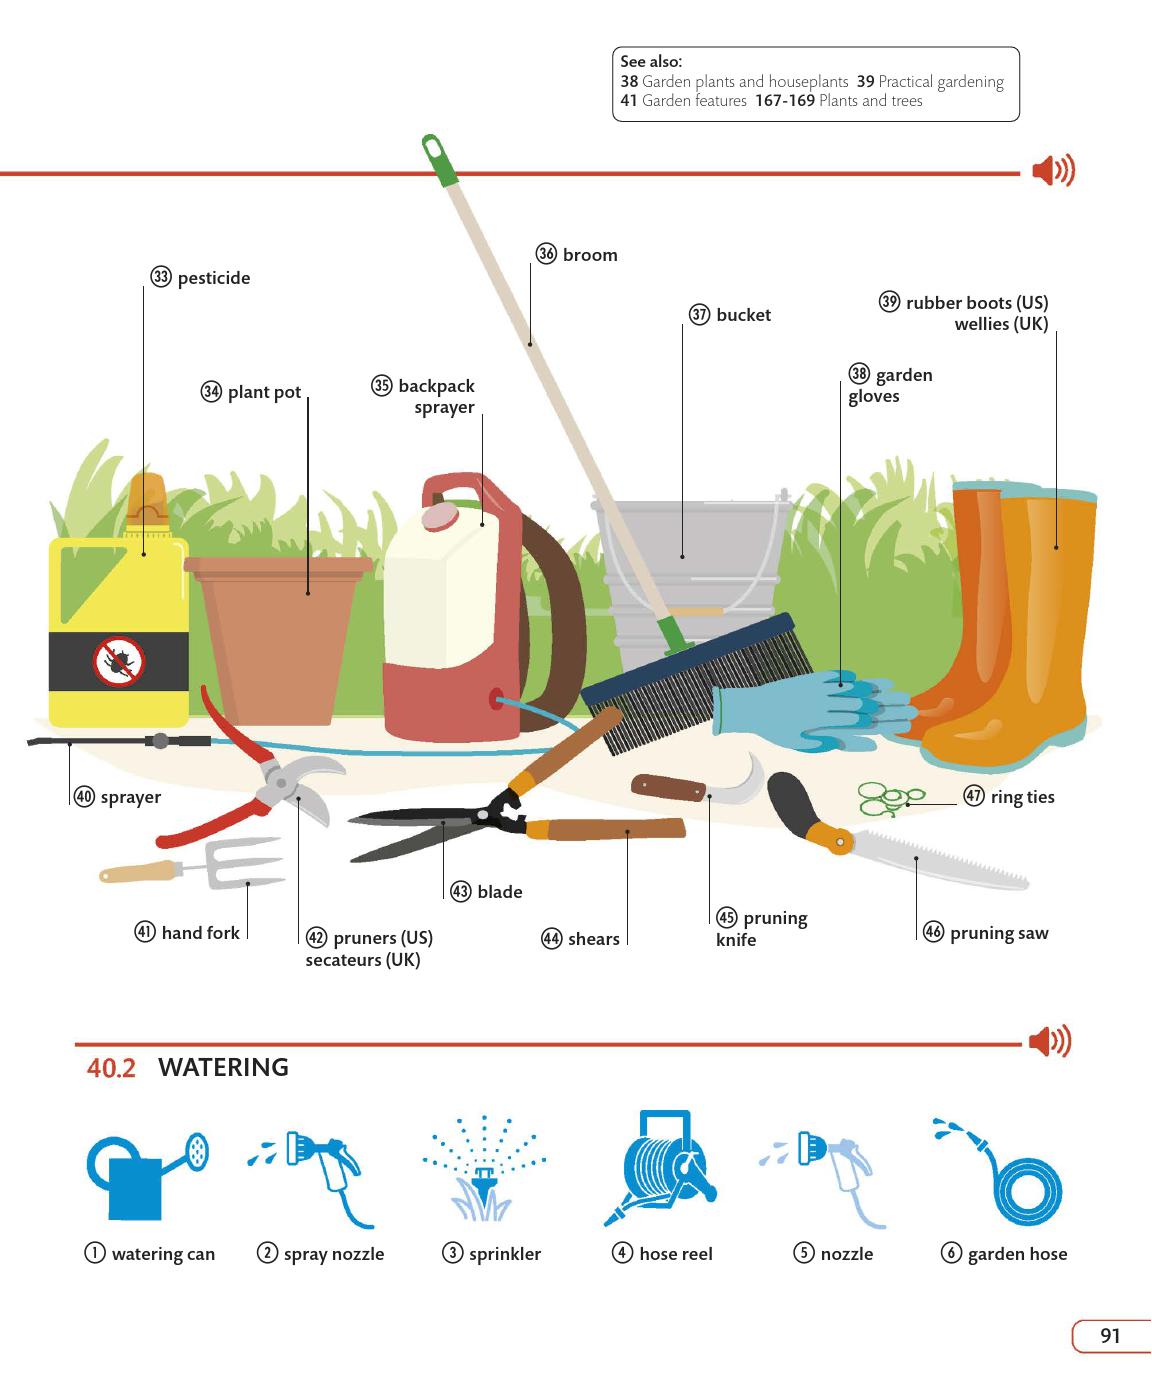 See also:
38 Garden plants and houseplants 39 Practical gardening
41 Garden features 167-169 Plants and trees
36 broom
33 pesticide
37 bucket
39 rubber boots (US)
wellies (UK)
34 plant pot
35 backpack
sprayer
38 garden
gloves
40 sprayer
47 ring ties
43 blade
41 hand fork
42 pruners (US)
secateurs (UK)
44 shears
45 pruning
knife
46 pruning saw
40.2 WATERING
1 watering can
2 spray nozzle
3 sprinkler
4 hose reel
5 nozzle
6 garden hose
91